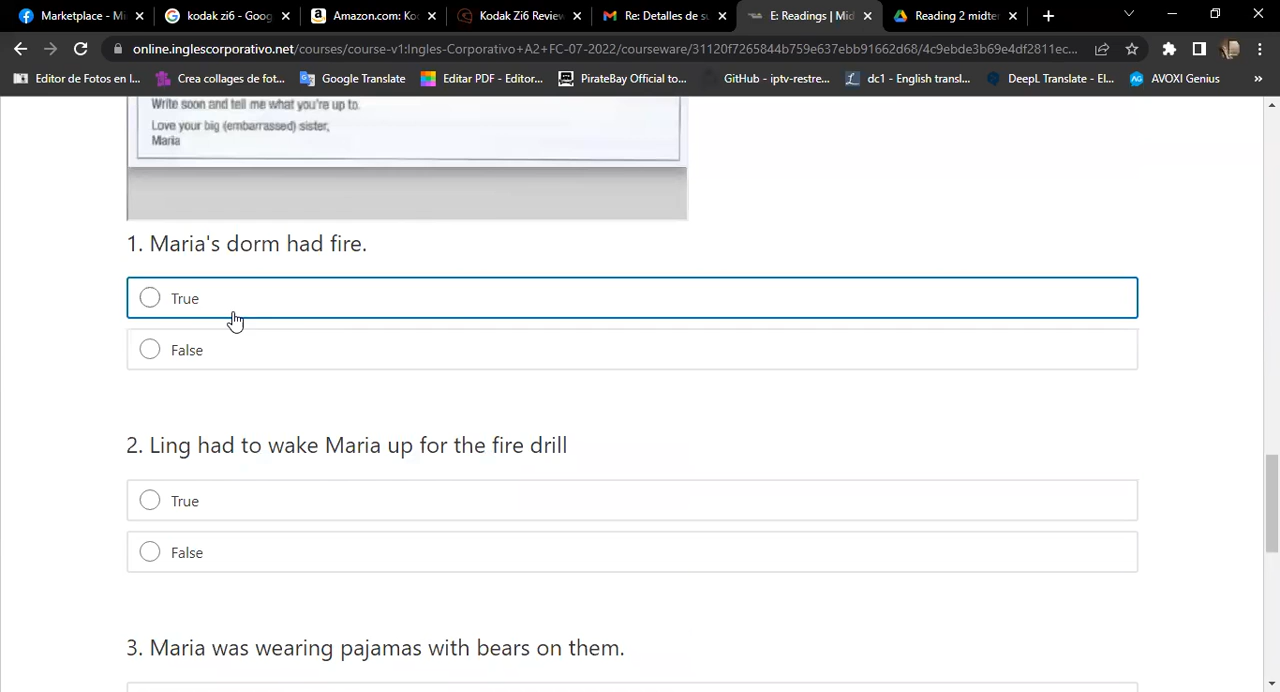 Marketplace - M
kodak zi6 - Goog
Amazon.com: Ko
Kodak Zi6 Review
Re: Detalles de su
E: Readings | Mid
Reading 2 midte
online.inglescorporativo.net/courses/course-v1:Ingles-Corporativo+A2+FC-07-2022/courseware/31120f7265844b759e637ebb91662d68/4c9ebde3b69e4df2811ec...
Editor de Fotos en l...
Crea collages de fot...
Google Translate
Editar PDF - Editor...
PirateBay Official to...
GitHub - iptv-restre...
dc1 - English transl...
DeepL Translate - El...
AVOXI Genius
»
Write soon and tell me what you're up to.
Love your big (embarrassed) sister,
Maria
1. Maria's dorm had fire.
True
False
2. Ling had to wake Maria up for the fire drill
True
False
3. Maria was wearing pajamas with bears on them.